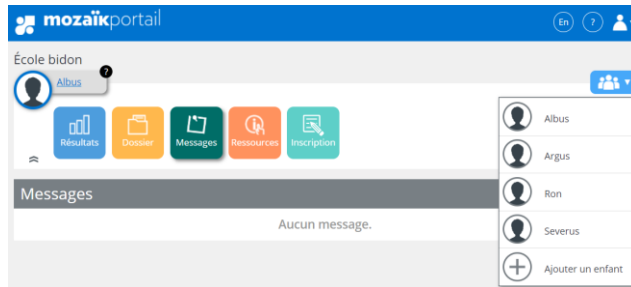 mozaïkportail
En ?
École bidon
Albus ?
Résultats Dossier Messages Ressources Inscription
Messages
Aucun message.
Albus
Argus
Ron
Severus
Ajouter un enfant